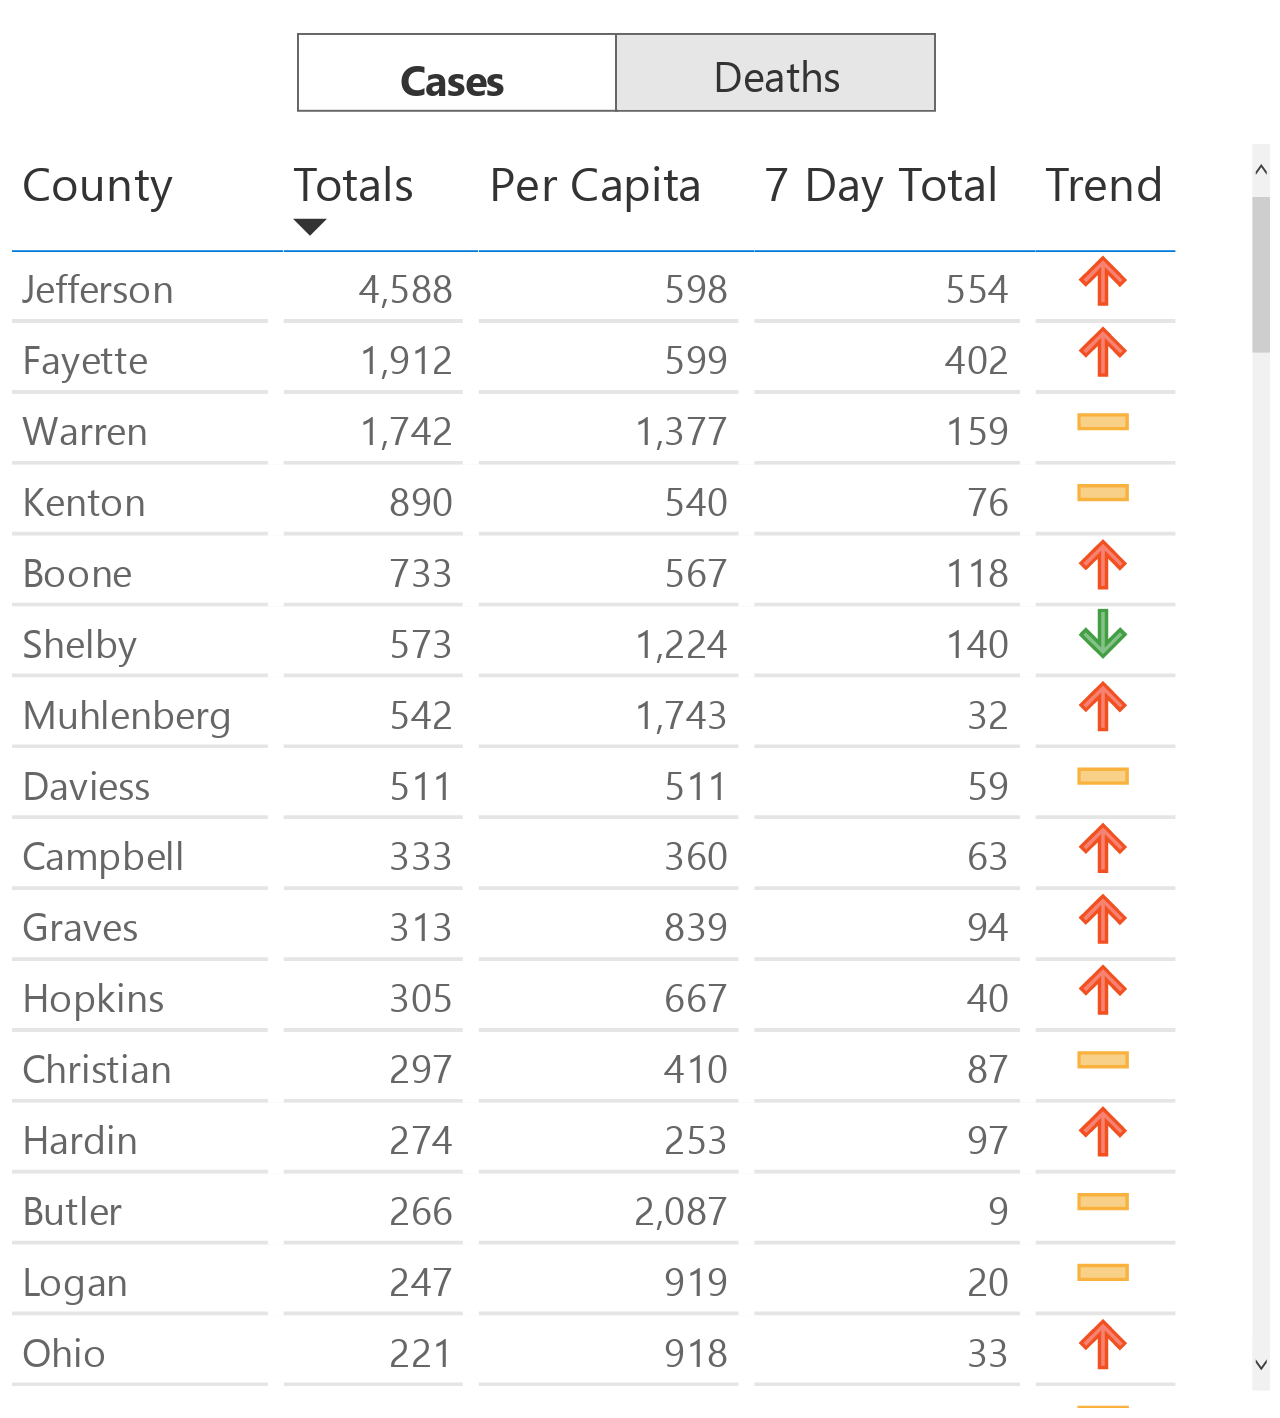 Cases Deaths
County Totals Per Capita 7 Day Total Trend
Jefferson 4,588 598 554
Fayette 1,912 599 402
Warren 1,742 1,377 159
Kenton 890 540 76
Boone 733 567 118
Shelby 573 1,224 140
Muhlenberg 542 1,743 32
Daviess 511 511 59
Campbell 333 360 63
Graves 313 839 94
Hopkins 305 667 40
Christian 297 410 87
Hardin 274 253 97
Butler 266 2,087 9
Logan 247 919 20
Ohio 221 918 33